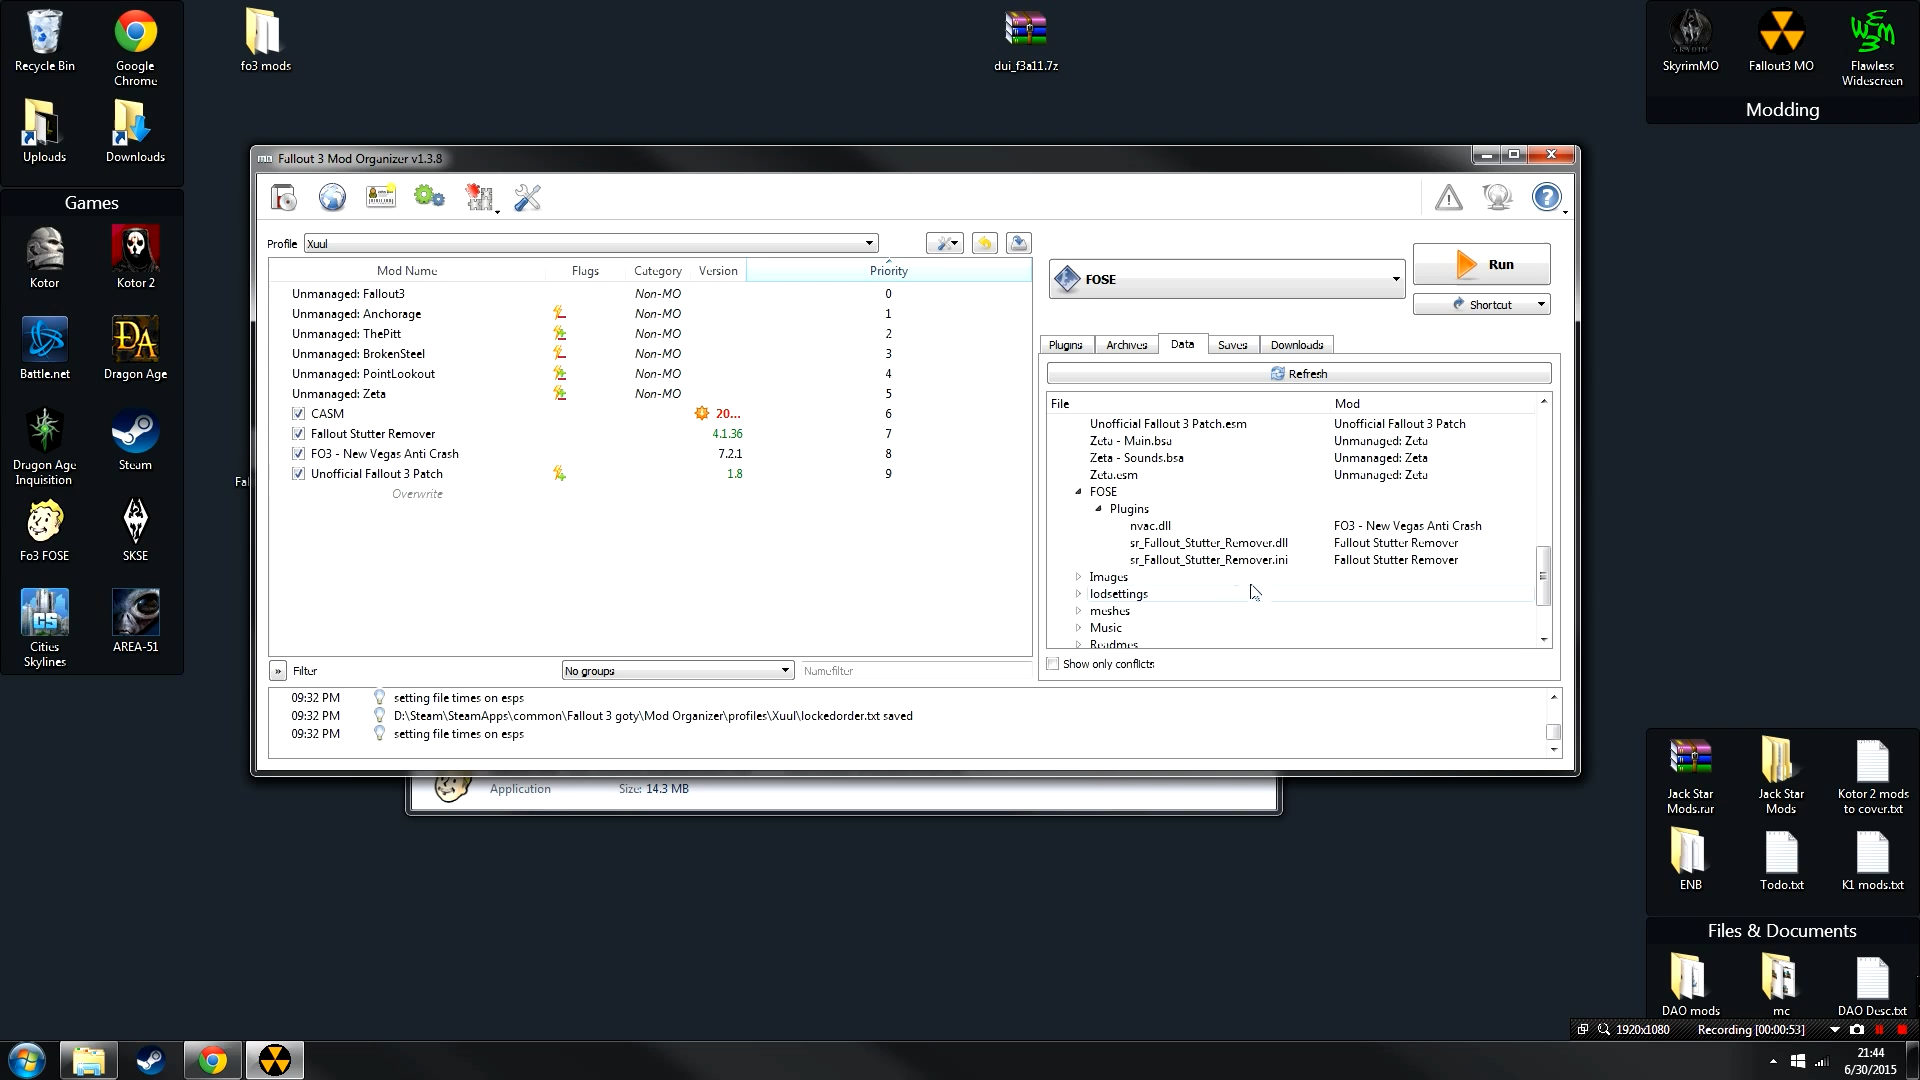 Recycle Bin
Google Chrome
Uploads
Downloads
Games
Kotor
Kotor 2
Battle.net
Dragon Age
Dragon Age Inquisition
Steam
Fo3 FOSE
SKSE
Cities Skylines
AREA-51
fo3 mods
dui_f3a11.7z
SkyrimMO
Fallout3 MO
Flawless Widescreen
Modding
Fal
Fallout 3 Mod Organizer v1.3.8
Profile
Xuul
Mod Name Flags Category Version Priority
Unmanaged: Fallout3 Non-MO 0
Unmanaged: Anchorage Non-MO 1
Unmanaged: ThePitt Non-MO 2
Unmanaged: BrokenSteel Non-MO 3
Unmanaged: PointLookout Non-MO 4
Unmanaged: Zeta Non-MO 5
CASM 20... 6
Fallout Stutter Remover 4.1.36 7
FO3 - New Vegas Anti Crash 7.2.1 8
Unofficial Fallout 3 Patch 1.8 9
Overwrite
» Filter
No groups
Namefilter
FOSE
Run
Shortcut
Plugins Archives Data Saves Downloads
Refresh
File Mod
Unofficial Fallout 3 Patch.esm Unofficial Fallout 3 Patch
Zeta - Main.bsa Unmanaged: Zeta
Zeta - Sounds.bsa Unmanaged: Zeta
Zeta.esm Unmanaged: Zeta
FOSE
Plugins
nvac.dll FO3 - New Vegas Anti Crash
sr_Fallout_Stutter_Remover.dll Fallout Stutter Remover
sr_Fallout_Stutter_Remover.ini Fallout Stutter Remover
Images
lodsettings
meshes
Music
Readmes
Show only conflicts
09:32 PM setting file times on esps
09:32 PM D:\Steam\SteamApps\common\Fallout 3 goty\Mod Organizer\profiles\Xuul\lockedorder.txt saved
09:32 PM setting file times on esps
Application Size: 14.3 MB
Jack Star Mods.rar
Jack Star Mods
Kotor 2 mods to cover.txt
ENB
Todo.txt
K1 mods.txt
Files & Documents
DAO mods
mc
DAO Desc.txt
1920x1080 Recording [00:00:53]
21:44
6/30/2015